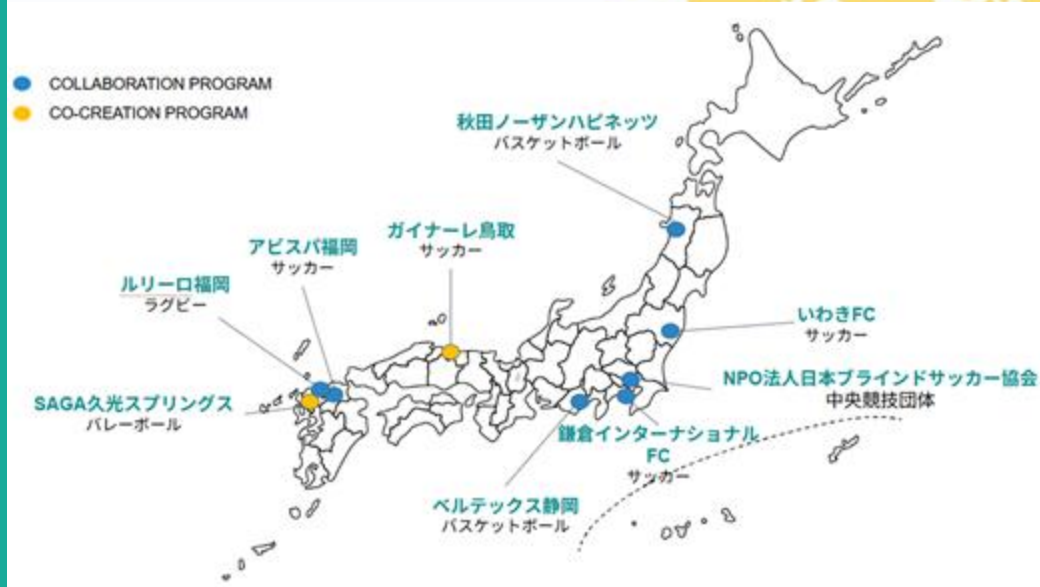 COLLABORATION PROGRAM
CO-CREATION PROGRAM
秋田ノーザンハピネッツ
バスケットボール
ガイナーレ鳥取
サッカー
アビスパ福岡
サッカー
ルリーロ福岡
ラグビー
いわきFC
サッカー
NPO法人日本ブラインドサッカー協会
中央競技団体
SAGA久光スプリングス
バレーボール
鎌倉インターナショナル
FC
サッカー
ベルテックス静岡
バスケットボール